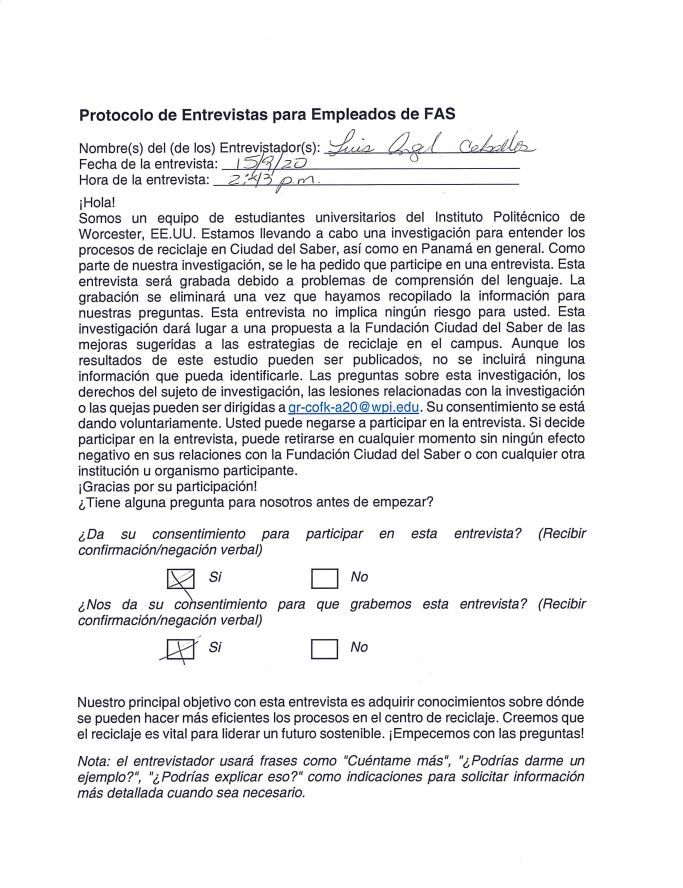 Protocolo de Entrevistas para Empleados de FAS
Nombre(s) del (de los) Entrevistador(s): Luis Angl Ceballos
Fecha de la entrevista: 15/9/20
Hora de la entrevista: 2:43 p.m.
¡Hola!
Somos un equipo de estudiantes universitarios del Instituto Politécnico de
Worcester, EE.UU. Estamos llevando a cabo una investigación para entender los
procesos de reciclaje en Ciudad del Saber, así como en Panamá en general. Como
parte de nuestra investigación, se le ha pedido que participe en una entrevista. Esta
entrevista será grabada debido a problemas de comprensión del lenguaje. La
grabación se eliminará una vez que hayamos recopilado la información para
nuestras preguntas. Esta entrevista no implica ningún riesgo para usted. Esta
investigación dará lugar a una propuesta a la Fundación Ciudad del Saber de las
mejoras sugeridas a las estrategias de reciclaje en el campus. Aunque los
resultados de este estudio pueden ser publicados, no se incluirá ninguna
información que pueda identificarle. Las preguntas sobre esta investigación, los
derechos del sujeto de investigación, las lesiones relacionadas con la investigación
o las quejas pueden ser dirigidas a gr-cofk-a20@wpi.edu. Su consentimiento se está
dando voluntariamente. Usted puede negarse a participar en la entrevista. Si decide
participar en la entrevista, puede retirarse en cualquier momento sin ningún efecto
negativo en sus relaciones con la Fundación Ciudad del Saber o con cualquier otra
institución u organismo participante.
¡Gracias por su participación!
¿Tiene alguna pregunta para nosotros antes de empezar?
¿Da su consentimiento para participar en esta entrevista? (Recibir
confirmación/negación verbal)
Si No
¿Nos da su consentimiento para que grabemos esta entrevista? (Recibir
confirmación/negación verbal)
Si No
Nuestro principal objetivo con esta entrevista es adquirir conocimientos sobre dónde
se pueden hacer más eficientes los procesos en el centro de reciclaje. Creemos que
el reciclaje es vital para liderar un futuro sostenible. ¡Empecemos con las preguntas!
Nota: el entrevistador usará frases como "Cuéntame más", "¿Podrías darme un
ejemplo?", "¿Podrías explicar eso?" como indicaciones para solicitar información
más detallada cuando sea necesario.